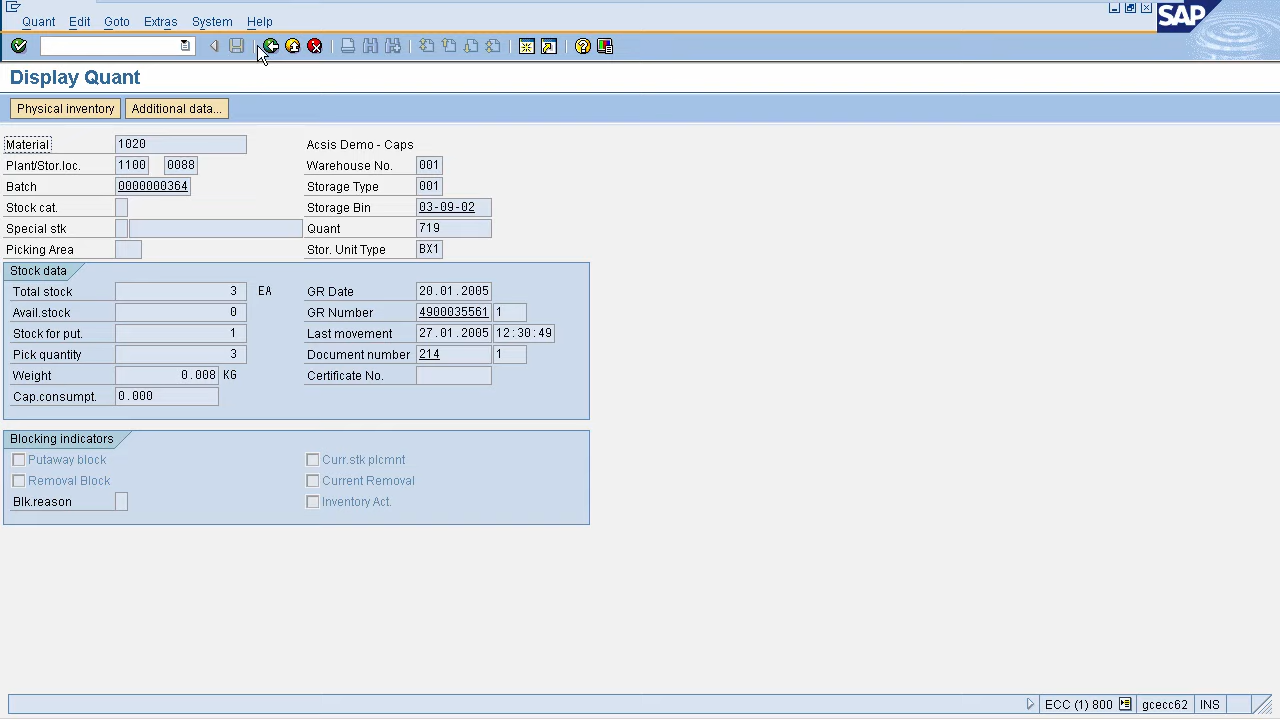 Quant Edit Goto Extras System Help
SAP
Display Quant
Physical inventory Additional data...
Material 1020 Acsis Demo - Caps
Plant/Stor.loc. 1100 0088 Warehouse No. 001
Batch 0000000364 Storage Type 001
Stock cat. Storage Bin 03-09-02
Special stk Quant 719
Picking Area Stor. Unit Type BX1
Stock data
Total stock 3 EA GR Date 20.01.2005
Avail.stock 0 GR Number 4900035561 1
Stock for put. 1 Last movement 27.01.2005 12:30:49
Pick quantity 3 Document number 214 1
Weight 0.008 KG Certificate No.
Cap.consumpt. 0.000
Blocking indicators
Putaway block Curr.stk plcmnt
Removal Block Current Removal
Blk.reason Inventory Act.
ECC (1) 800 gcecc62 INS